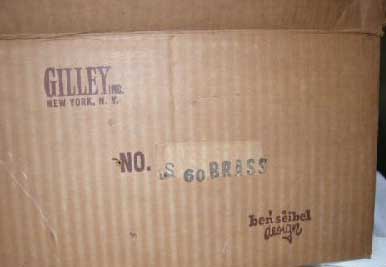 GILLEY INC.
NEW YORK, N. Y.
NO. S 60 BRASS
ben seibel
design